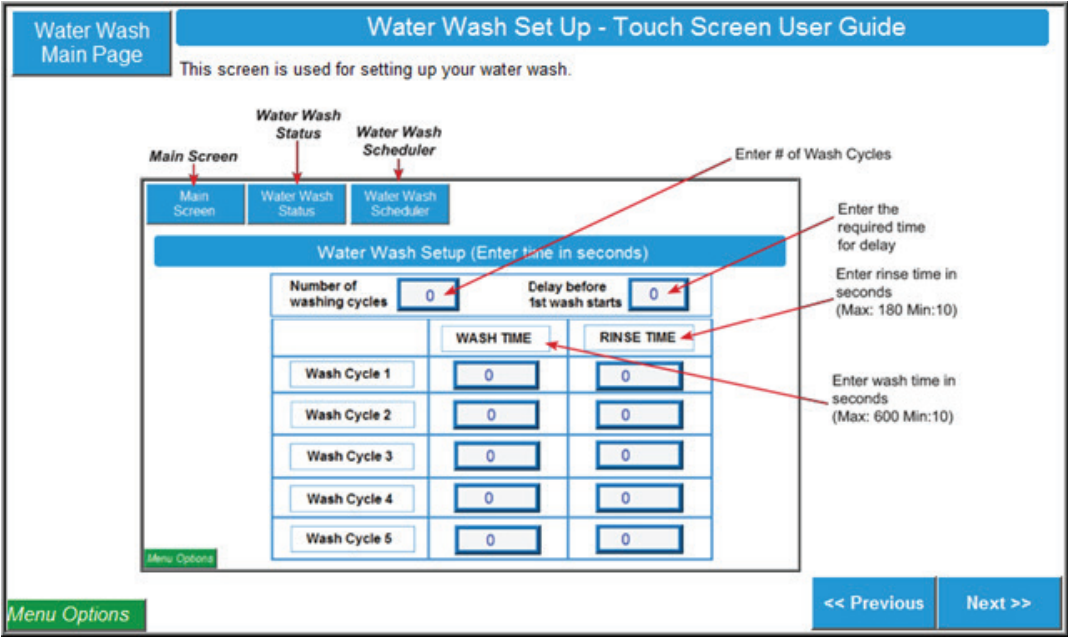 Water Wash
Main Page
Water Wash Set Up - Touch Screen User Guide
This screen is used for setting up your water wash.
Water Wash
Status
Water Wash
Scheduler
Main Screen
Enter # of Wash Cycles
Main
Screen
Water Wash
Status
Water Wash
Scheduler
Enter the
required time
for delay
Water Wash Setup (Enter time in seconds)
Number of
washing cycles
0
Delay before
1st wash starts
0
Enter rinse time in
seconds
(Max: 180 Min:10)
WASH TIME
RINSE TIME
Wash Cycle 1
0
0
Enter wash time in
seconds
(Max: 600 Min:10)
Wash Cycle 2
0
0
Wash Cycle 3
0
0
Wash Cycle 4
0
0
Wash Cycle 5
0
0
Menu Options
Menu Options
<< Previous
Next >>